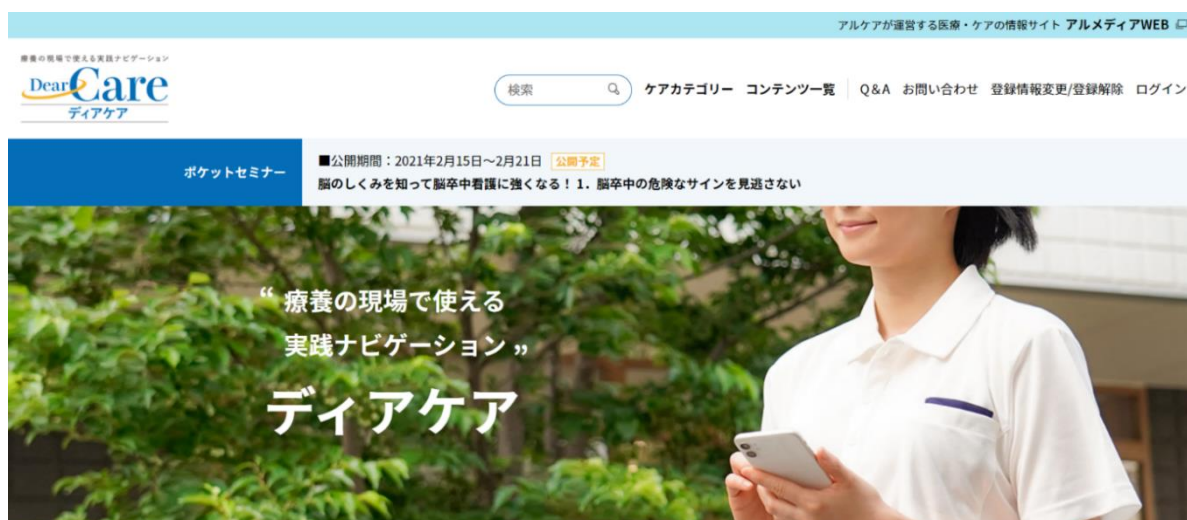 アルケアが運営する医療・ケアの情報サイト アルメディアWEB
療養の現場で使える実践ナビゲーション
Dear Care
ディアケア
検索
ケアカテゴリー コンテンツ一覧 Q&A お問い合わせ 登録情報変更/登録解除 ログイン
ポケットセミナー
■公開期間：2021年2月15日～2月21日 公開予定
脳のしくみを知って脳卒中看護に強くなる！1．脳卒中の危険なサインを見逃さない
“ 療養の現場で使える
実践ナビゲーション ”
ディアケア